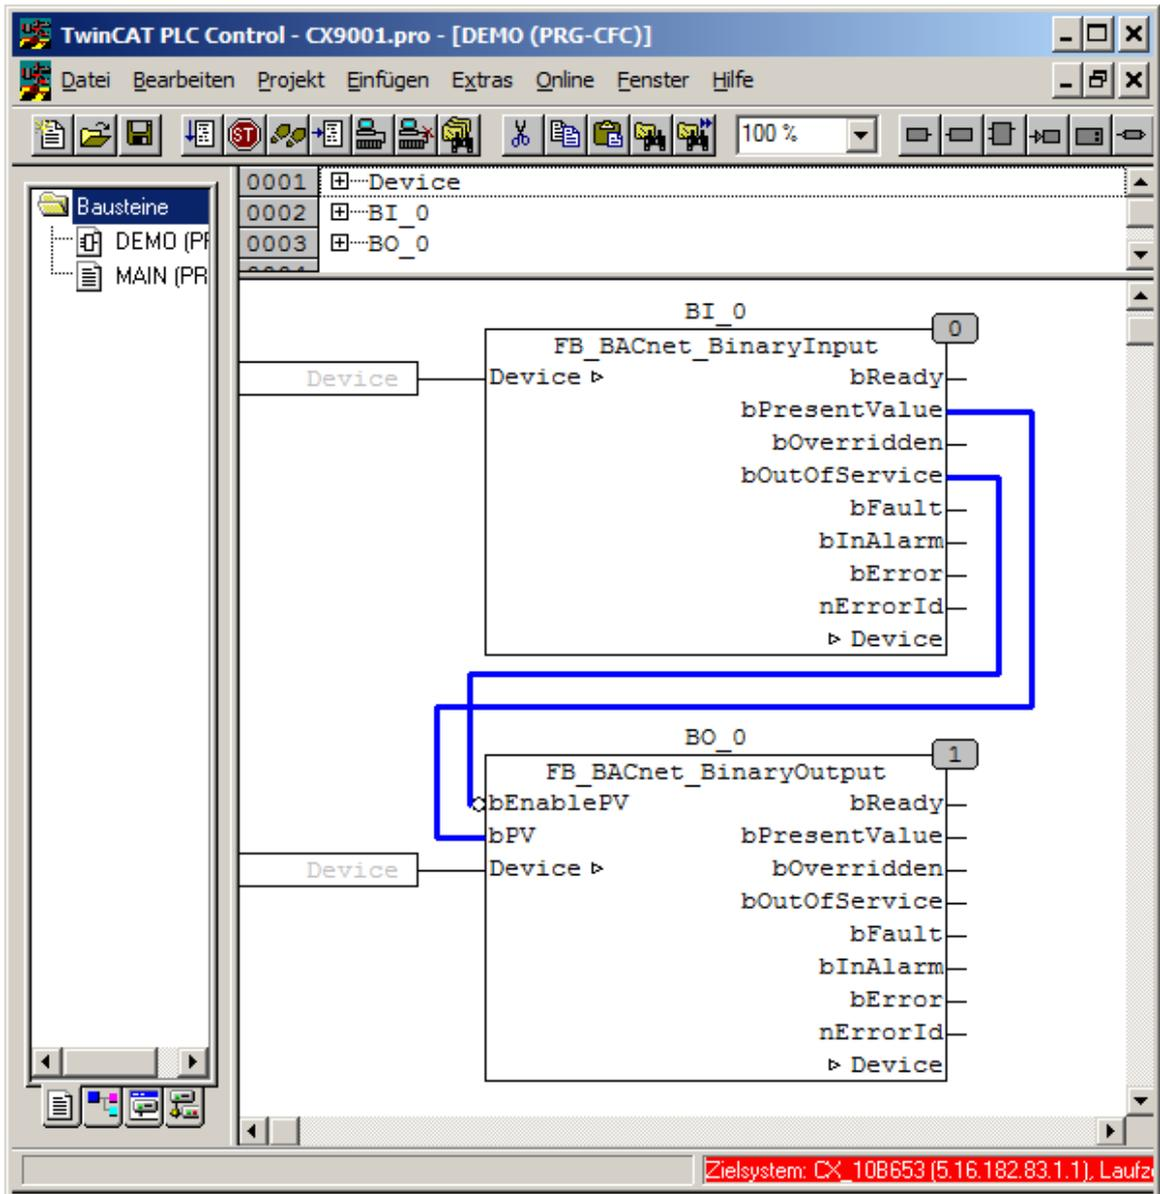 TwinCAT PLC Control - CX9001.pro - [DEMO (PRG-CFC)]
Datei Bearbeiten Projekt Einfügen Extras Online Fenster Hilfe
ST 100 %
Bausteine
DEMO (PF
MAIN (PR
0001 Device
0002 BI_0
0003 BO_0
BI_0
0
FB_BACnet_BinaryInput
Device Device bReady
bPresentValue
bOverridden
bOutOfService
bFault
bInAlarm
bError
nErrorId
Device
BO_0
1
FB_BACnet_BinaryOutput
bEnablePV bReady
bPV bPresentValue
Device Device bOverridden
bOutOfService
bFault
bInAlarm
bError
nErrorId
Device
Zielsystem: CX_10B653 (5.16.182.83.1.1), Laufze